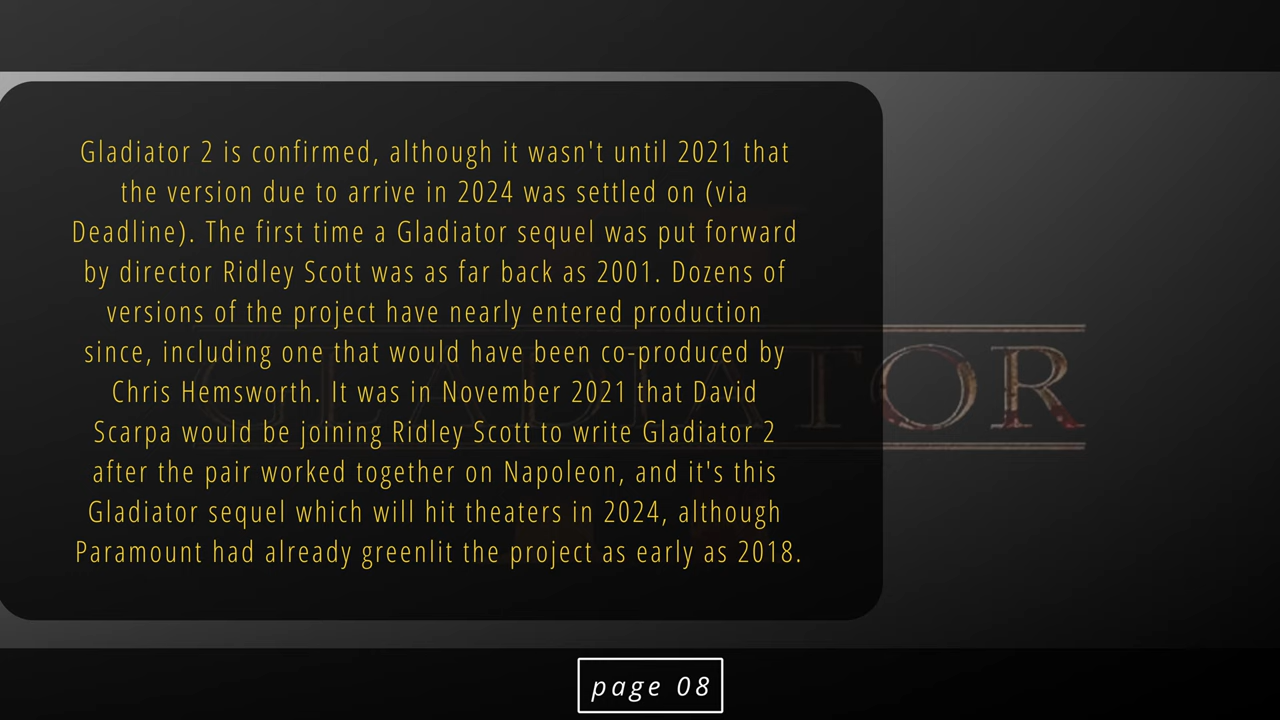 Gladiator 2 is confirmed, although it wasn't until 2021 that
the version due to arrive in 2024 was settled on (via
Deadline). The first time a Gladiator sequel was put forward
by director Ridley Scott was as far back as 2001. Dozens of
versions of the project have nearly entered production
since, including one that would have been co-produced by
Chris Hemsworth. It was in November 2021 that David
Scarpa would be joining Ridley Scott to write Gladiator 2
after the pair worked together on Napoleon, and it's this
Gladiator sequel which will hit theaters in 2024, although
Paramount had already greenlit the project as early as 2018.
GLADIATOR
page 08